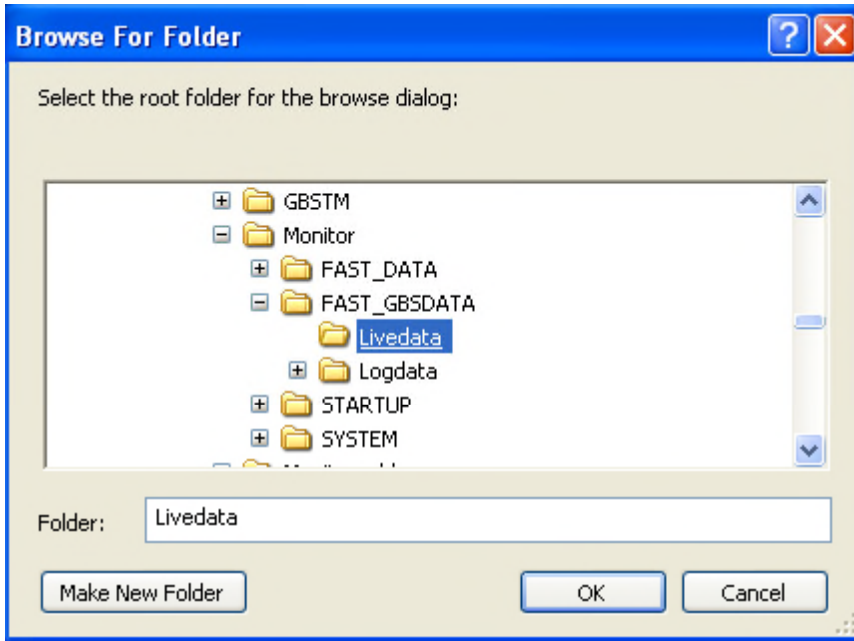 Browse For Folder
Select the root folder for the browse dialog:
GBSTM
Monitor
FAST_DATA
FAST_GBSDATA
Livedata
Logdata
STARTUP
SYSTEM
Folder: Livedata
Make New Folder OK Cancel